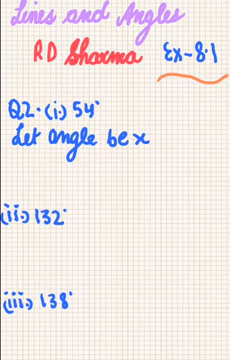 Lines and Angles
RD Sharma Ex-8.1
Q2. (i.) 54°
Let angle be x
(ii.) 132°
(iii.) 138°